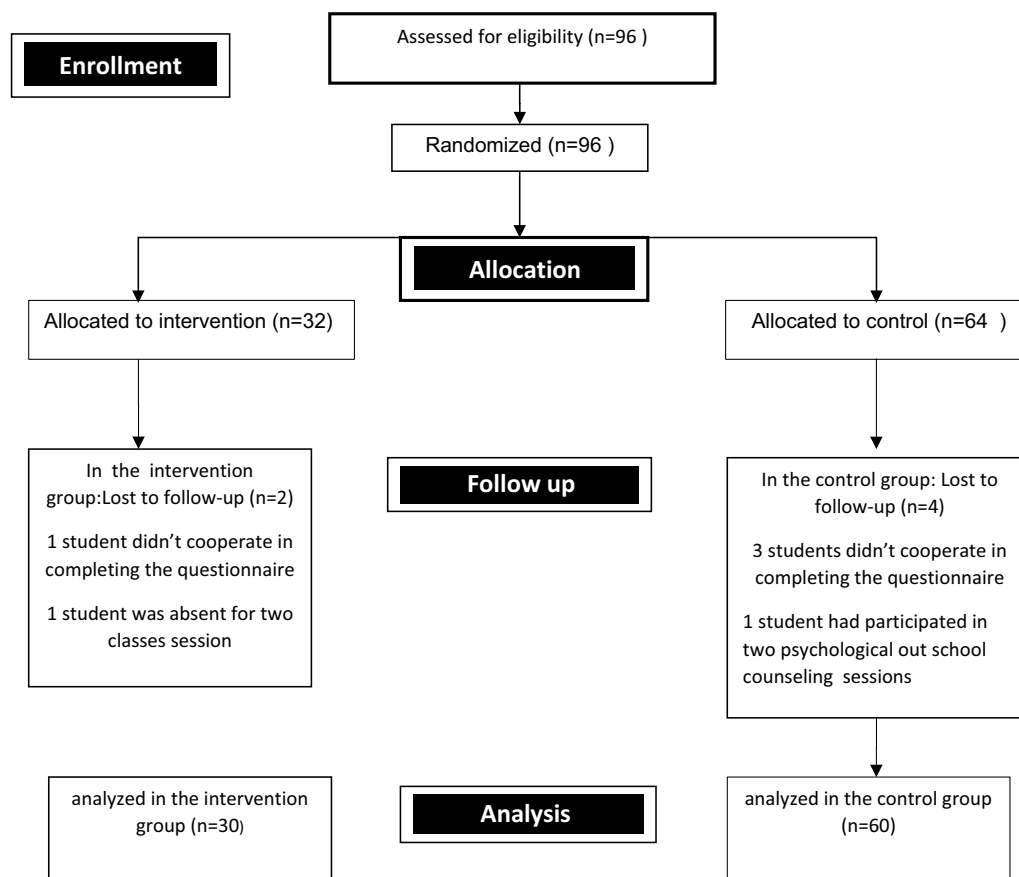 Assessed for eligibility (n=96 )
Enrollment
Randomized (n=96 )
Allocation
Allocated to intervention (n=32)
Allocated to control (n=64 )
In the intervention
group:Lost to follow-up (n=2)
1 student didn’t cooperate in
completing the questionnaire
1 student was absent for two
classes session
Follow up
In the control group: Lost to
follow-up (n=4)
3 students didn’t cooperate in
completing the questionnaire
1 student had participated in
two psychological out school
counseling sessions
analyzed in the intervention
group (n=30)
Analysis
analyzed in the control group
(n=60)